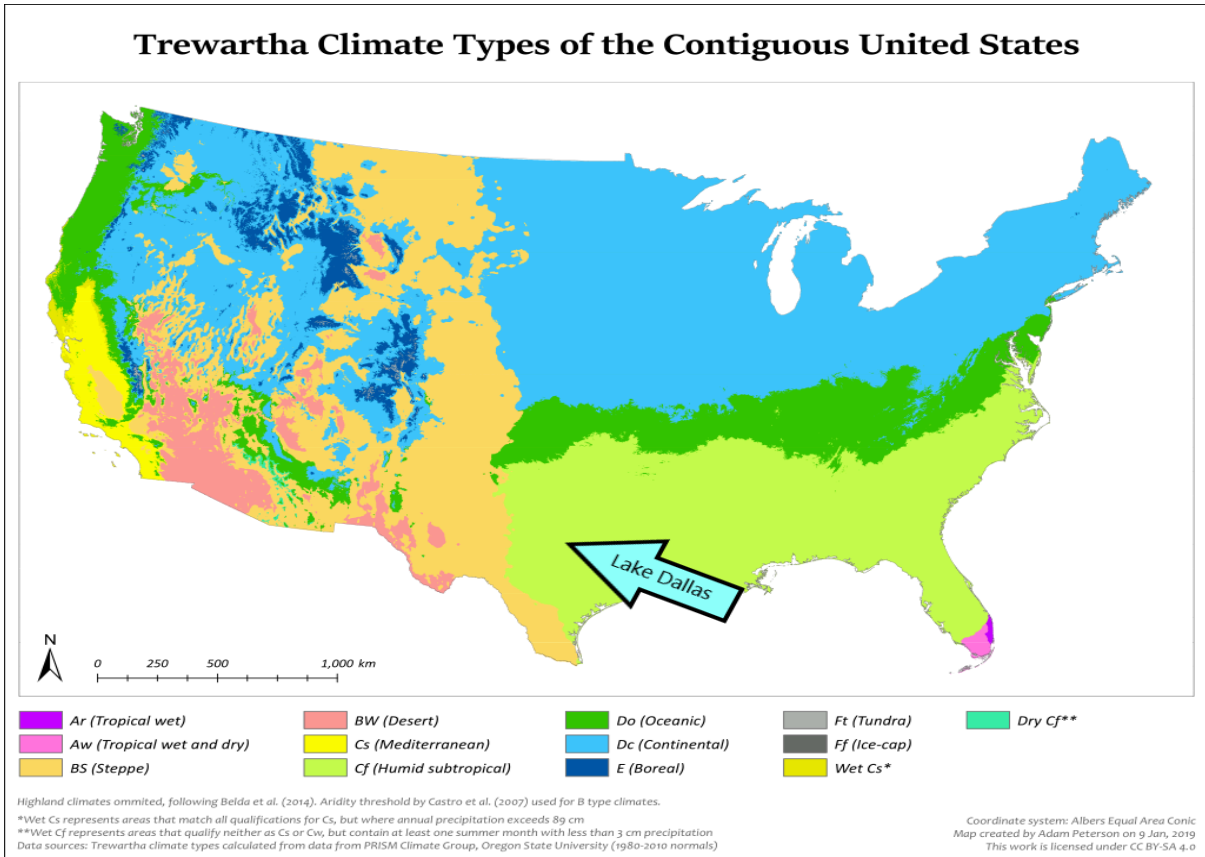 Trewartha Climate Types of the Contiguous United States
Lake Dallas
N
0 250 500 1,000 km
Ar (Tropical wet)
Aw (Tropical wet and dry)
BS (Steppe)
BW (Desert)
Cs (Mediterranean)
Cf (Humid subtropical)
Do (Oceanic)
Dc (Continental)
E (Boreal)
Ft (Tundra)
Ff (Ice-cap)
Wet Cs*
Dry Cf**
Highland climates ommited, following Belda et al. (2014). Aridity threshold by Castro et al. (2007) used for B type climates.
*Wet Cs represents areas that match all qualifications for Cs, but where annual precipitation exceeds 89 cm
**Wet Cf represents areas that qualify neither as Cs or Cw, but contain at least one summer month with less than 3 cm precipitation
Data sources: Trewartha climate types calculated from data from PRISM Climate Group, Oregon State University (1980-2010 normals)
Coordinate system: Albers Equal Area Conic
Map created by Adam Peterson on 9 Jan, 2019
This work is licensed under CC BY-SA 4.0